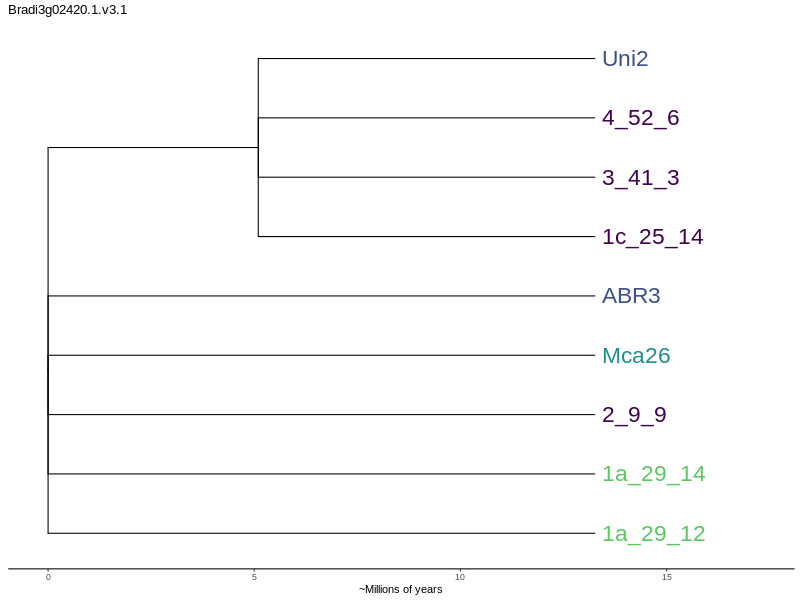 Bradi3g02420.1.v3.1
Uni2
4_52_6
3_41_3
1c_25_14
ABR3
Mca26
2_9_9
1a_29_14
1a_29_12
0 5 10 15
~Millions of years